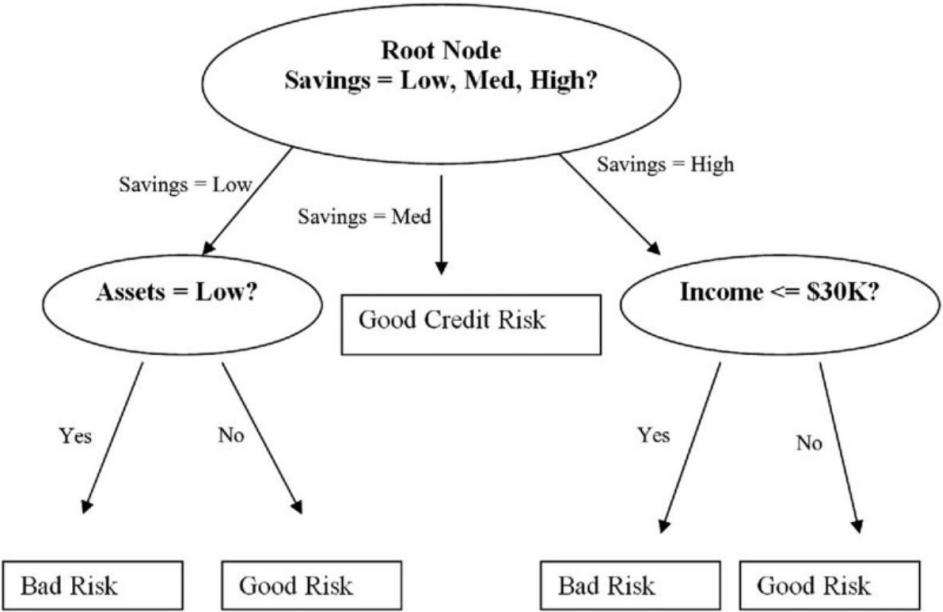 Root Node
Savings = Low, Med, High?
Savings = Low
Savings = Med
Savings = High
Assets = Low?
Good Credit Risk
Income <= $30K?
Yes
No
Yes
No
Bad Risk
Good Risk
Bad Risk
Good Risk